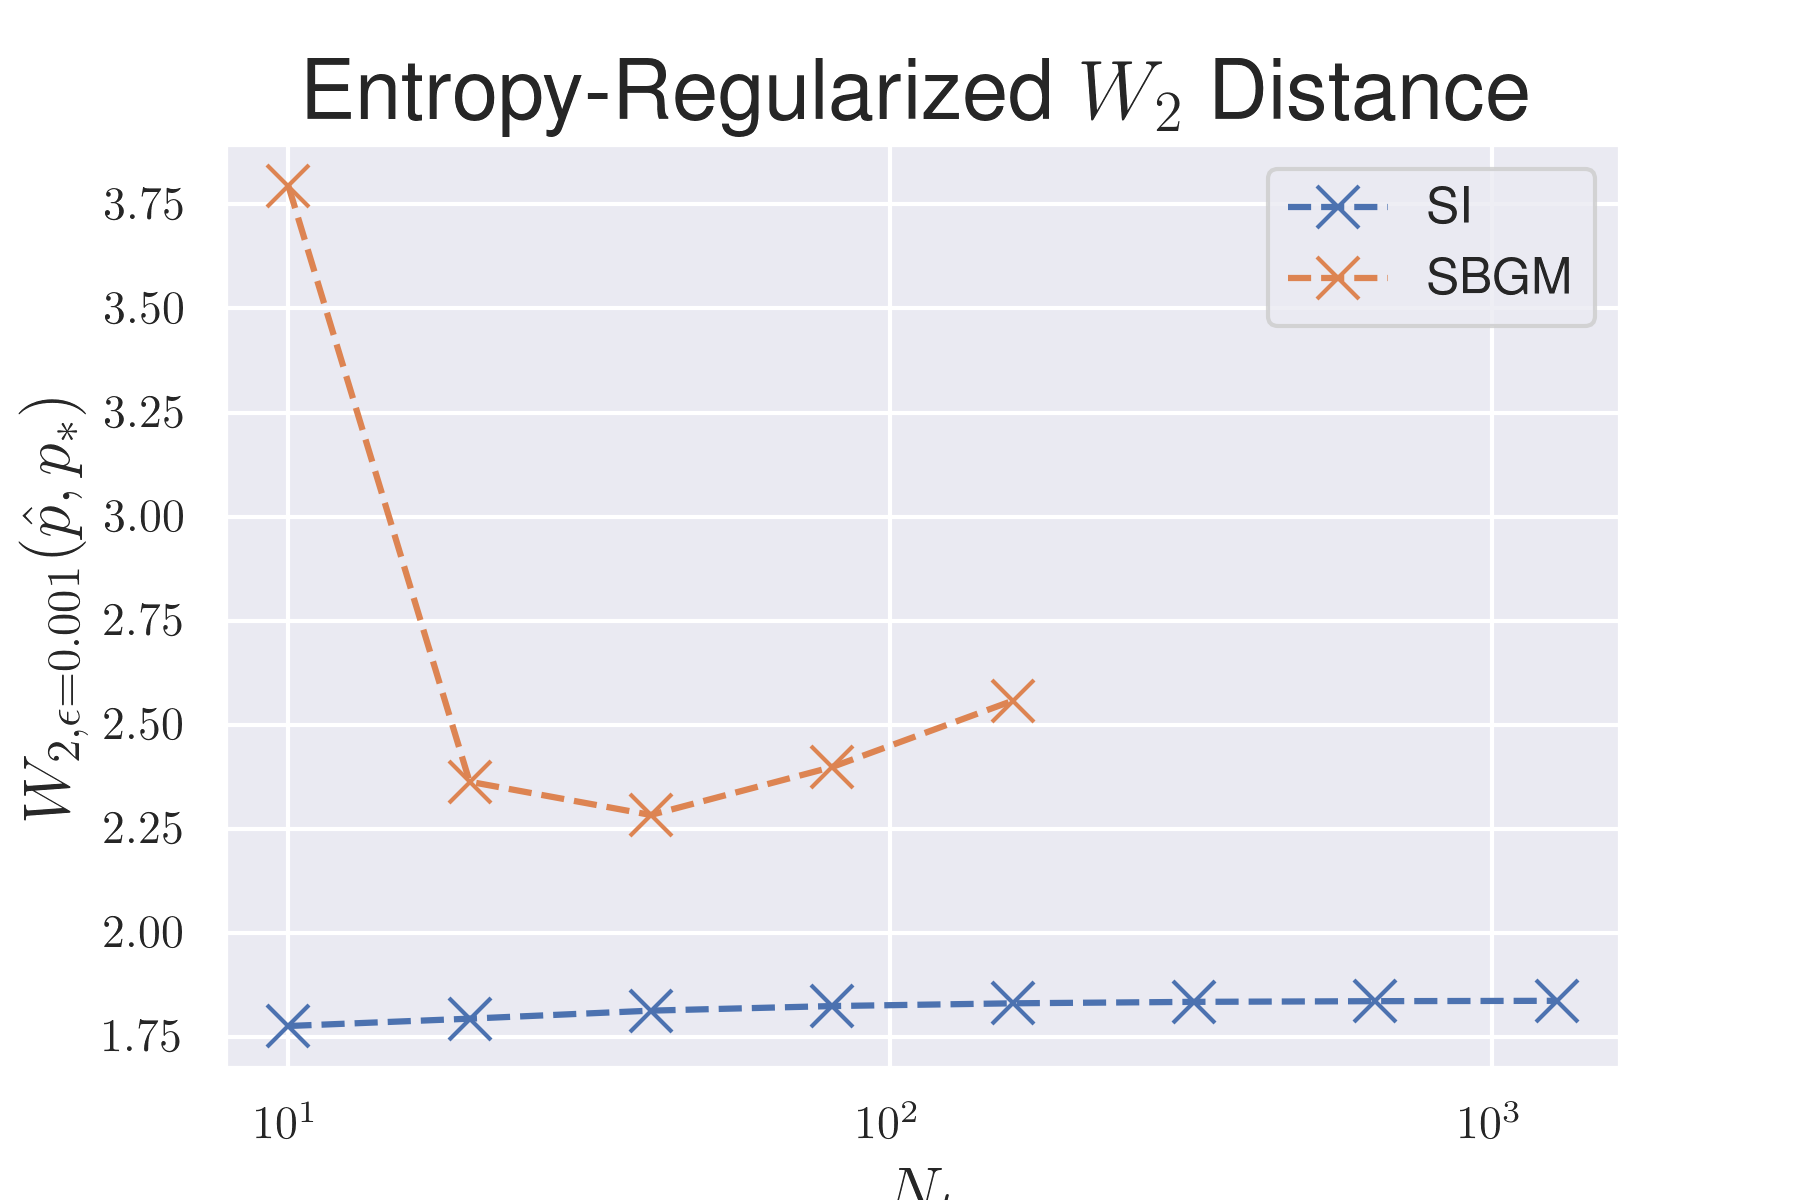 Entropy-Regularized W₂ Distance
SI
SBGM
3.75
3.50
3.25
3.00
2.75
2.50
2.25
2.00
1.75
W₂,ϵ=0.001(p̂, p∗)
10¹ 10² 10³
N